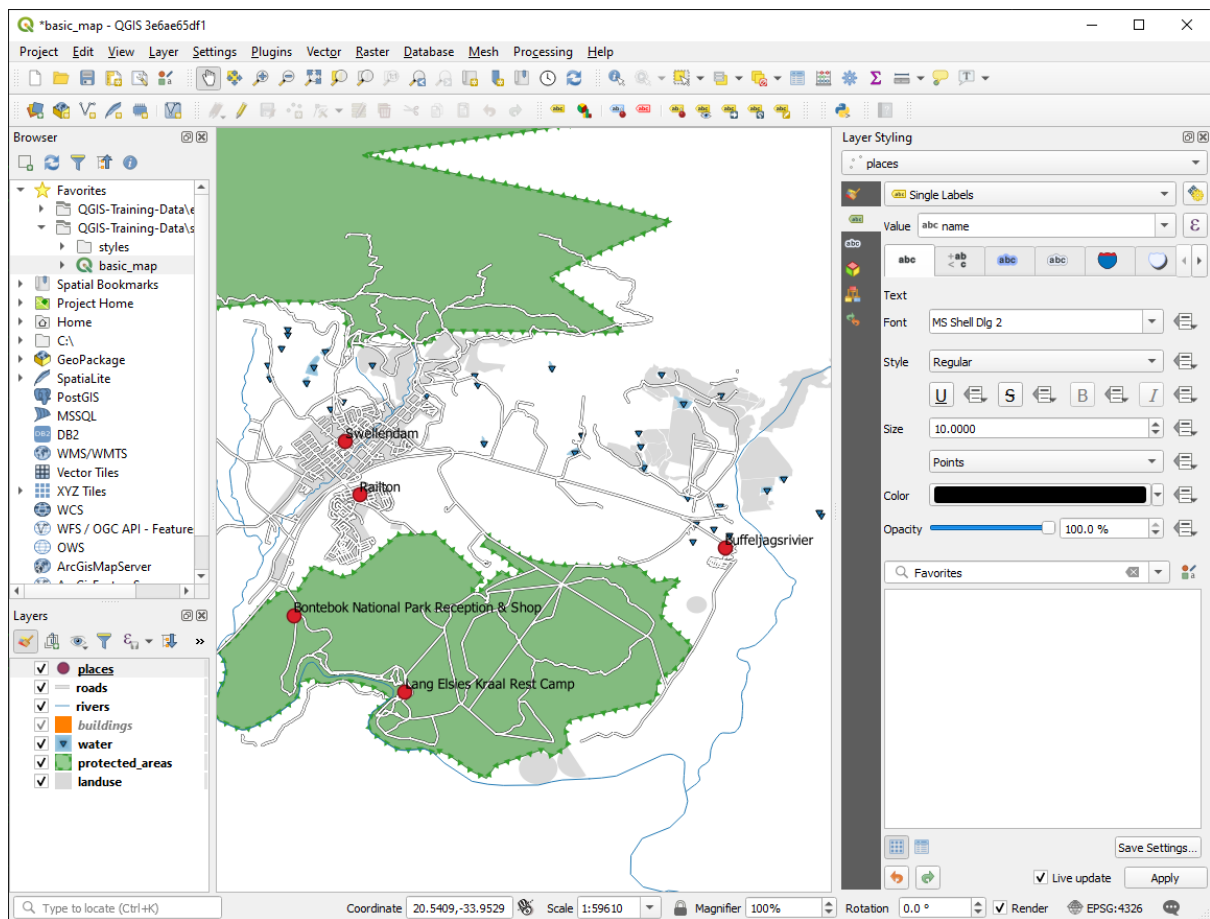 *basic_map - QGIS 3e6ae65df1
Project Edit View Layer Settings Plugins Vector Raster Database Mesh Processing Help
Browser
Favorites
QGIS-Training-Data\e
QGIS-Training-Data\s
styles
basic_map
Spatial Bookmarks
Project Home
Home
C:\
GeoPackage
SpatiaLite
PostGIS
MSSQL
DB2
WMS/WMTS
Vector Tiles
XYZ Tiles
WCS
WFS / OGC API - Feature
OWS
ArcGisMapServer
Layers
places
roads
rivers
buildings
water
protected_areas
landuse
Swellendam
Railton
Buffeljagsrivier
Bontebok National Park Reception & Shop
Lang Elsies Kraal Rest Camp
Layer Styling
places
abc Single Labels
Value abc name ε
abc +ab < c abc abc
Text
Font MS Shell Dlg 2
Style Regular
U S B I
Size 10.0000
Points
Color
Opacity 100.0 %
Favorites
Save Settings...
Live update Apply
Type to locate (Ctrl+K) Coordinate 20.5409,-33.9529 Scale 1:59610 Magnifier 100% Rotation 0.0 ° Render EPSG:4326